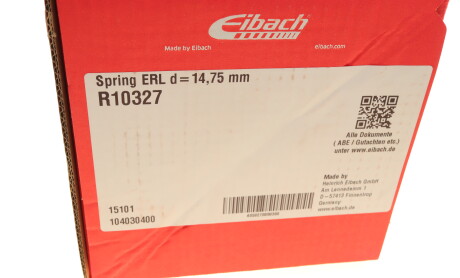 Eibach
Made by Eibach
eibach.com
Spring ERL d=14,75 mm
R10327
Alle Dokumente
( ABE / Gutachten etc.)
unter www.eibach.de
Made by
Heinrich Eibach GmbH
Am Lennedamm 1
D-57413 Finnentrop
Germany
www.eibach.de
15101
104030400